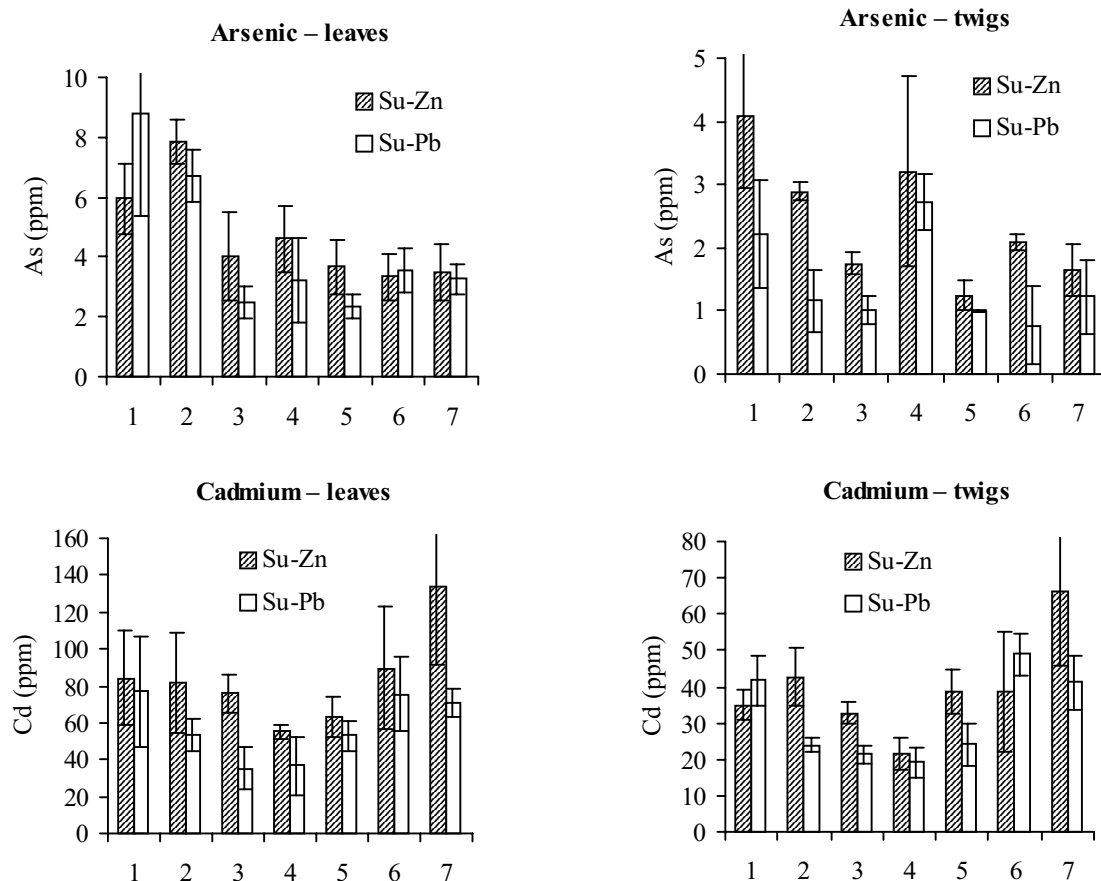 Arsenic – leaves
10
8
6
4
2
0
As (ppm)
Su-Zn
Su-Pb
1 2 3 4 5 6 7
Arsenic – twigs
5
4
3
2
1
0
As (ppm)
Su-Zn
Su-Pb
1 2 3 4 5 6 7
Cadmium – leaves
160
140
120
100
80
60
40
20
0
Cd (ppm)
Su-Zn
Su-Pb
1 2 3 4 5 6 7
Cadmium – twigs
80
70
60
50
40
30
20
10
0
Cd (ppm)
Su-Zn
Su-Pb
1 2 3 4 5 6 7